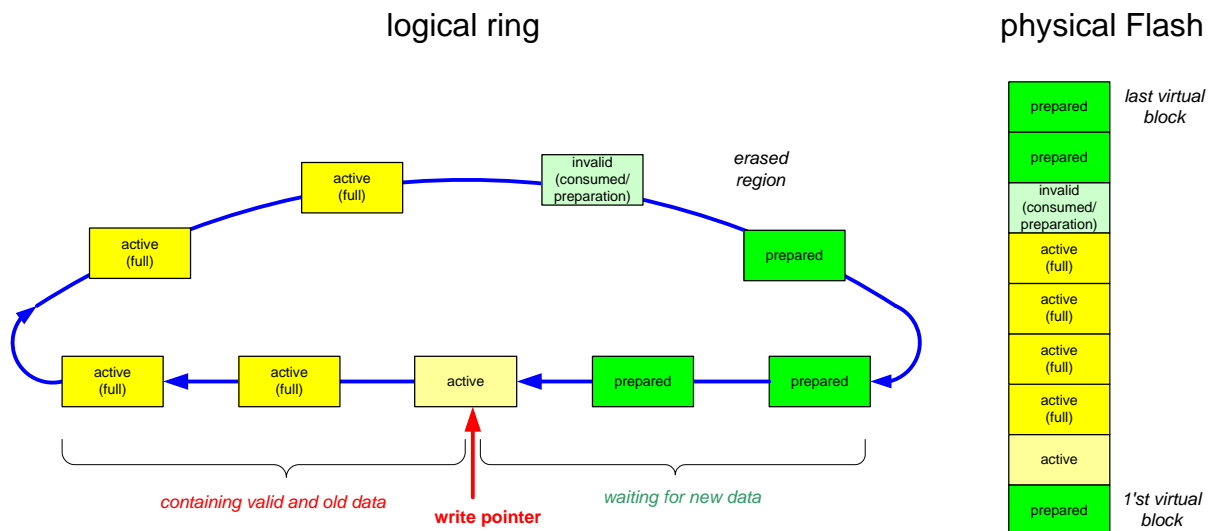 logical ring
physical Flash
active
(full)
invalid
(consumed/
preparation)
erased
region
active
(full)
prepared
active
(full)
active
(full)
active
prepared
prepared
containing valid and old data
waiting for new data
write pointer
prepared
last virtual
block
prepared
invalid
(consumed/
preparation)
active
(full)
active
(full)
active
(full)
active
(full)
active
prepared
1'st virtual
block